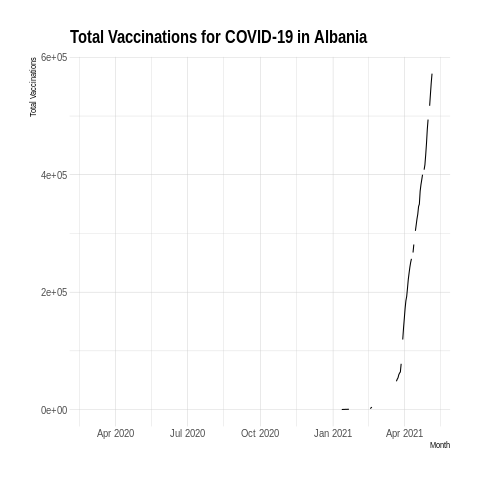 Total Vaccinations for COVID-19 in Albania
Total Vaccinations
6e+05
4e+05
2e+05
0e+00
Apr 2020 Jul 2020 Oct 2020 Jan 2021 Apr 2021
Month